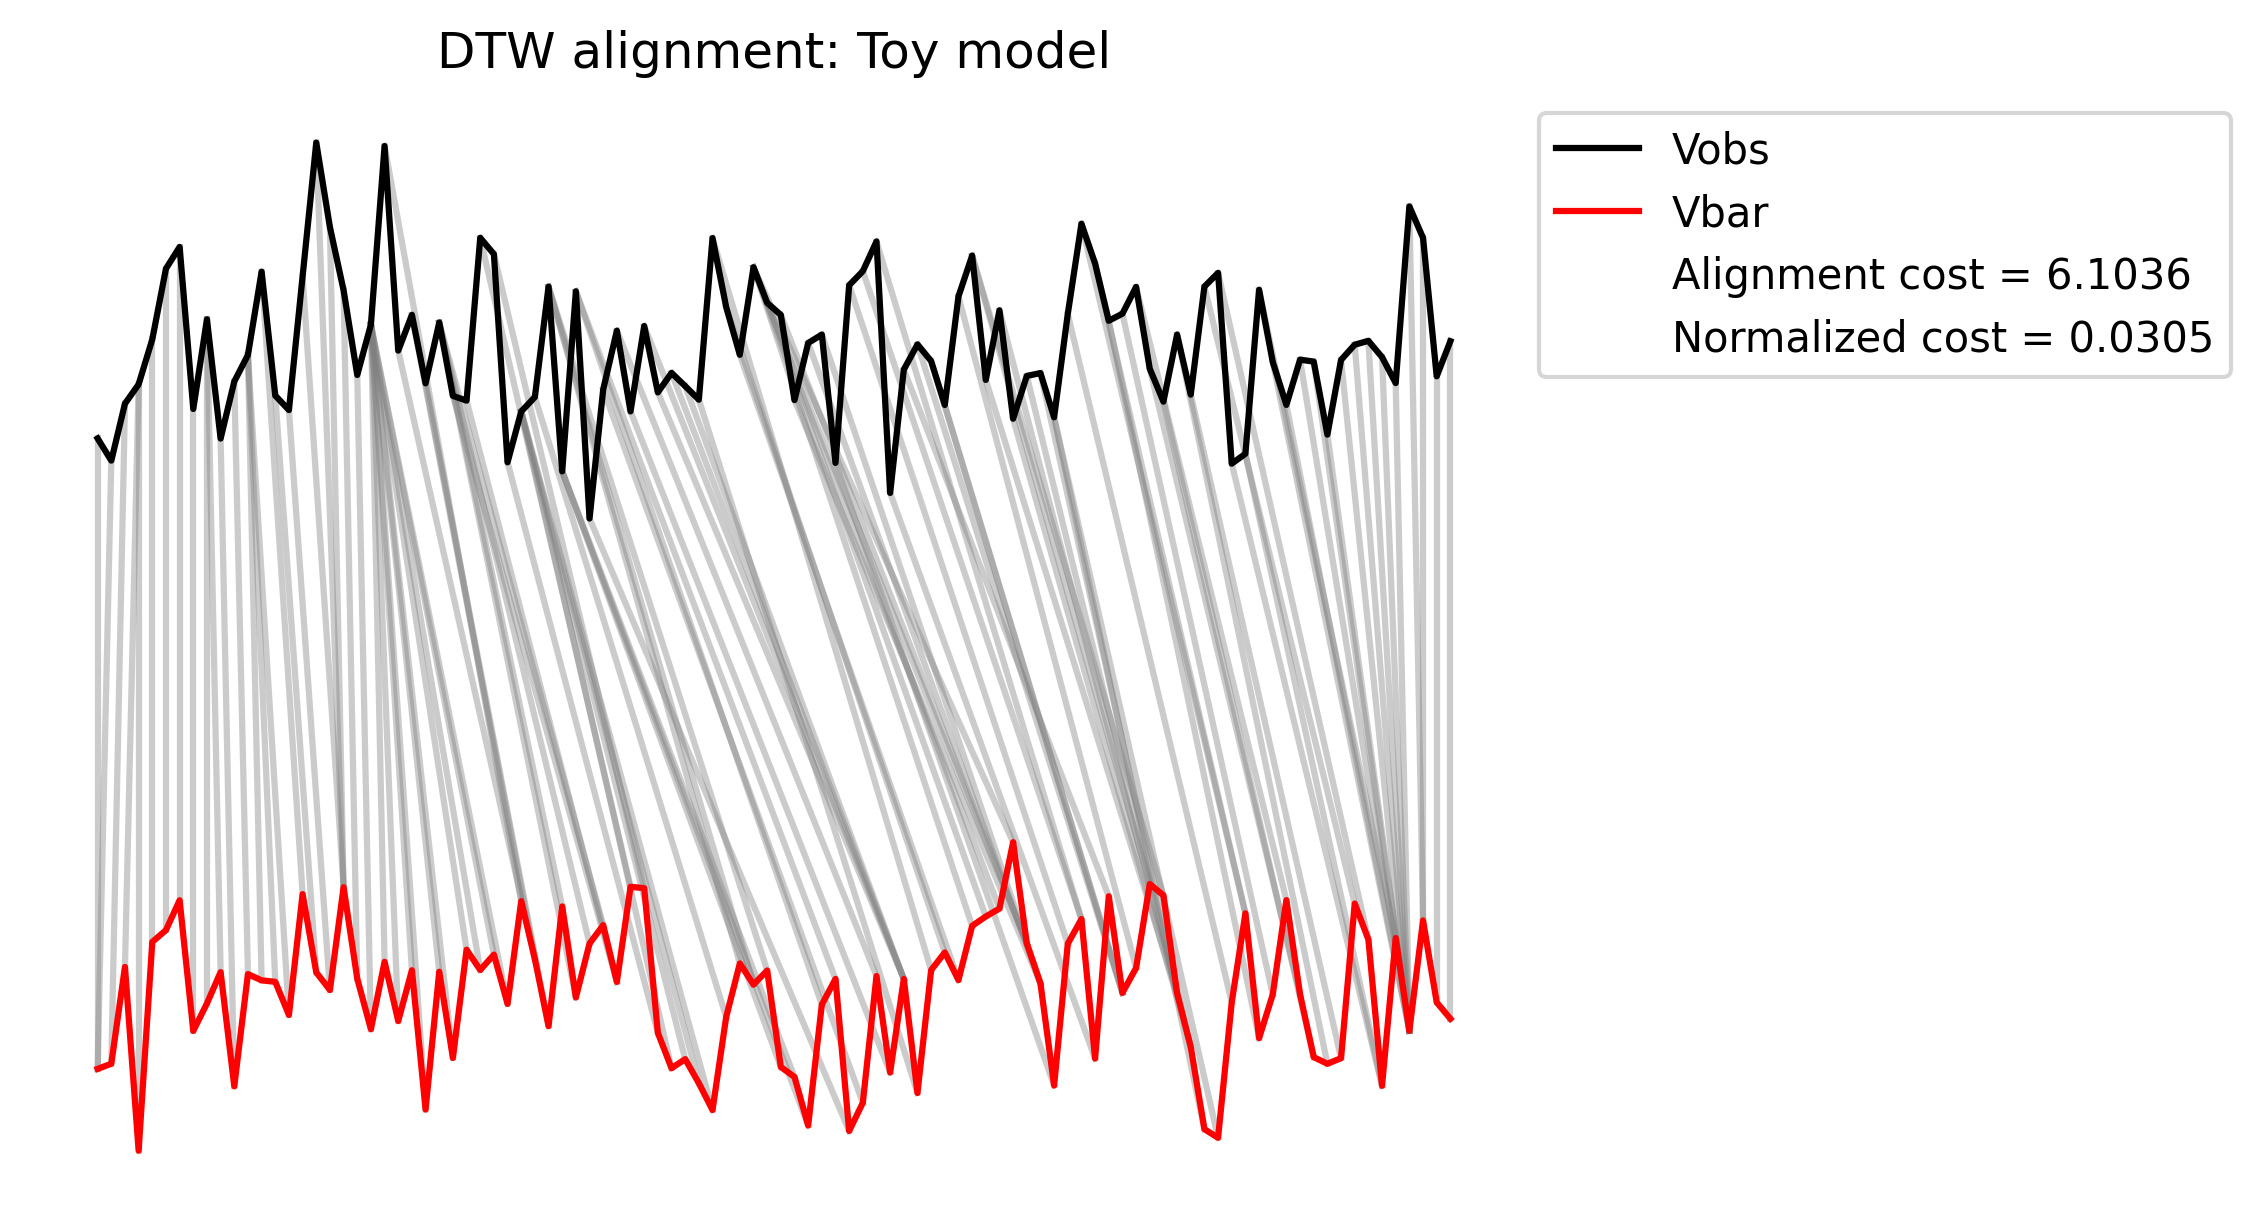 DTW alignment: Toy model
Vobs
Vbar
Alignment cost = 6.1036
Normalized cost = 0.0305